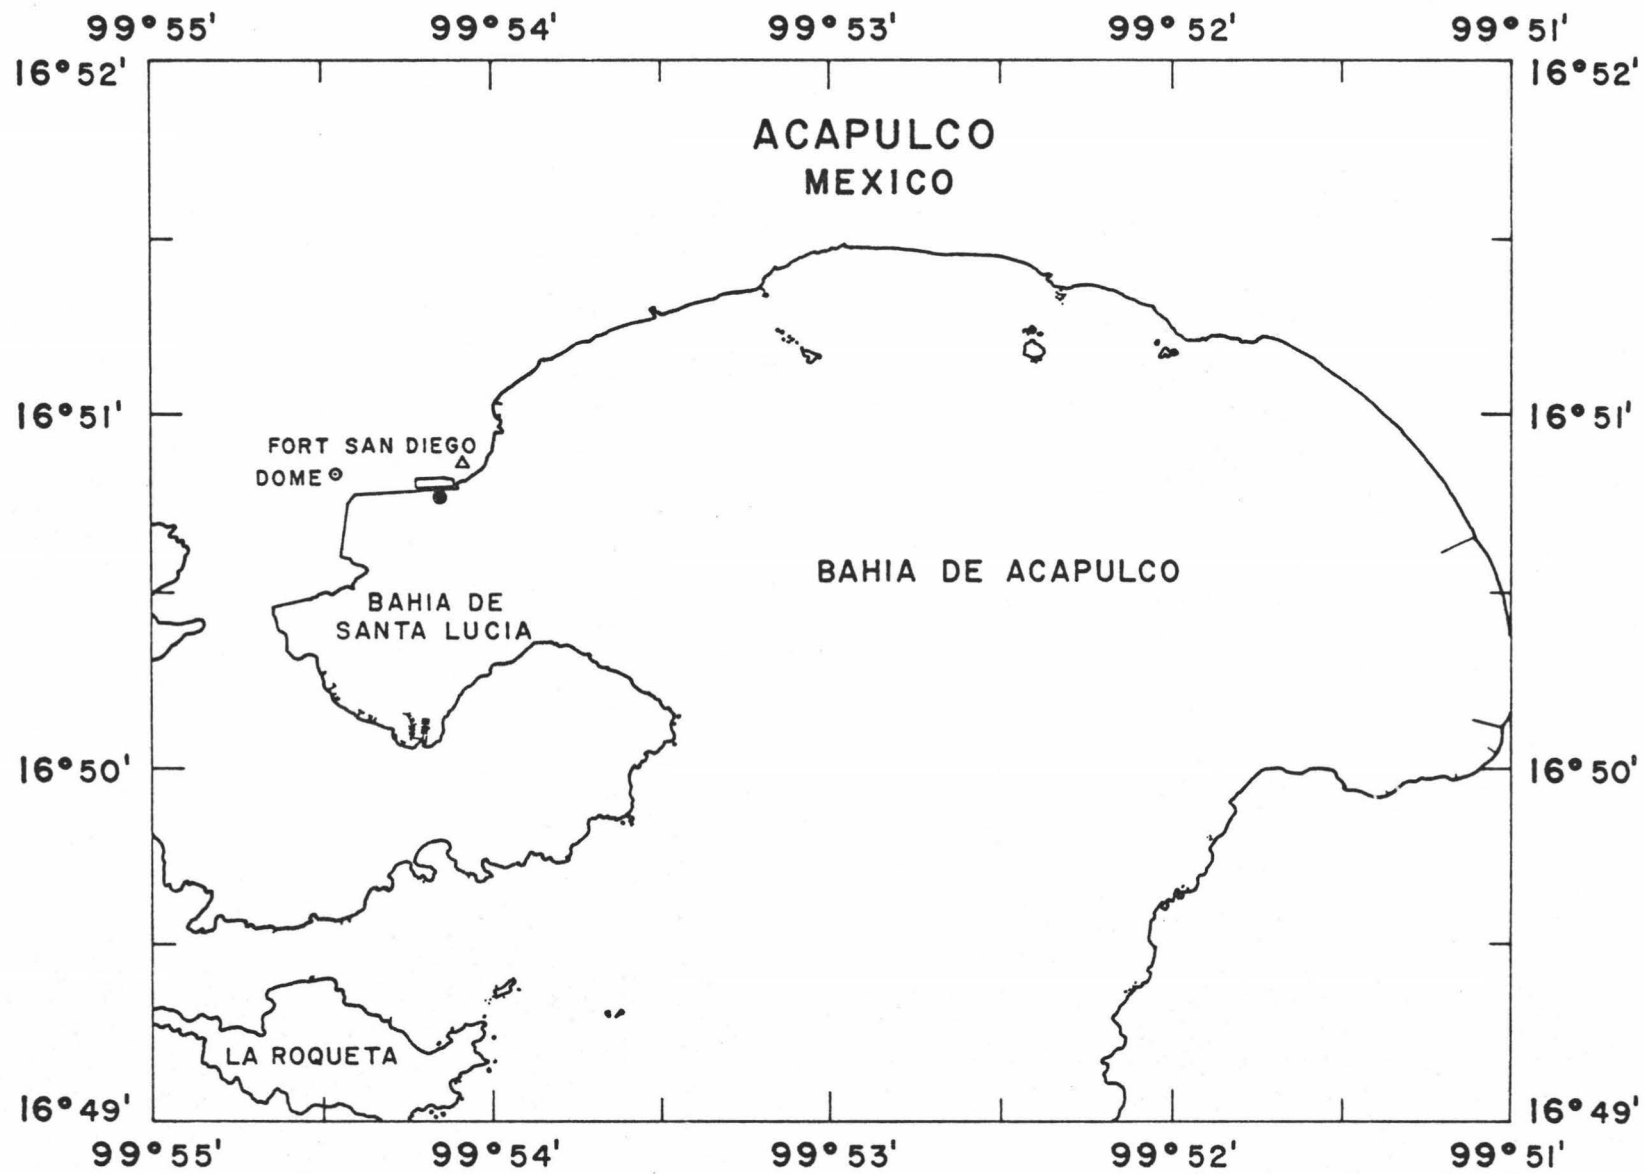 99°55' 99°54' 99°53' 99°52' 99°51'
16°52' 16°52'
ACAPULCO
MEXICO
16°51' 16°51'
FORT SAN DIEGO
DOME
BAHIA DE ACAPULCO
BAHIA DE
SANTA LUCIA
16°50' 16°50'
LA ROQUETA
16°49' 16°49'
99°55' 99°54' 99°53' 99°52' 99°51'